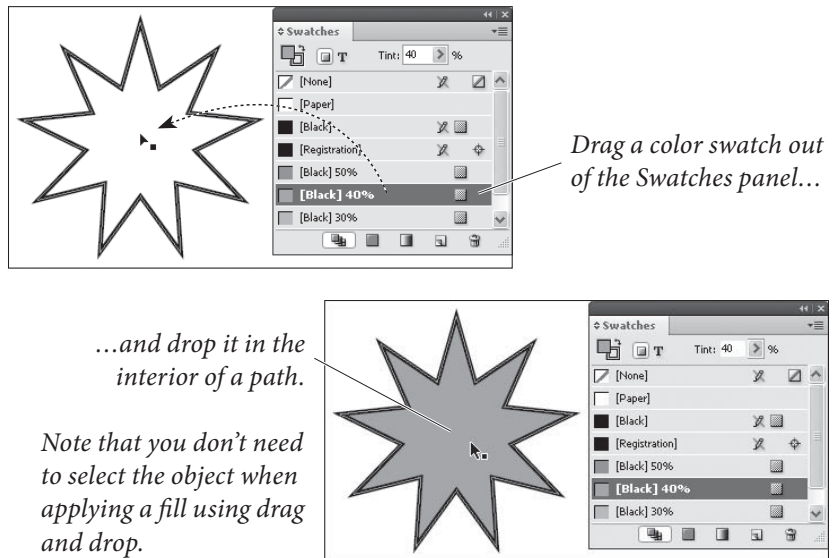 Swatches
T Tint: 40 %
[None]
[Paper]
[Black]
[Registration]
[Black] 50%
[Black] 40%
[Black] 30%
Drag a color swatch out
of the Swatches panel…
…and drop it in the
interior of a path.
Note that you don’t need
to select the object when
applying a fill using drag
and drop.
Swatches
T Tint: 40 %
[None]
[Paper]
[Black]
[Registration]
[Black] 50%
[Black] 40%
[Black] 30%